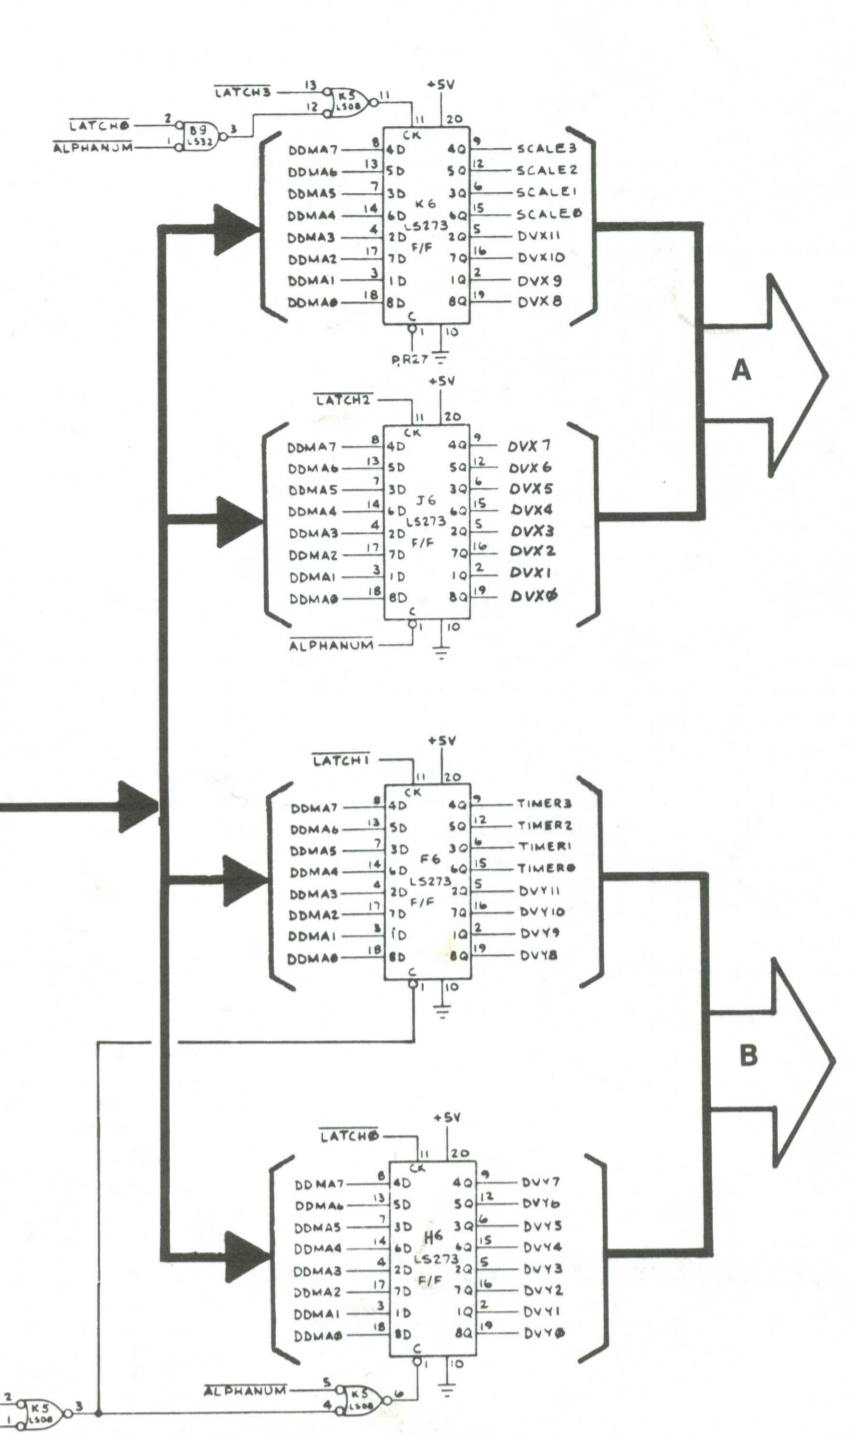 +5V
LATCH3 13 K5 LS08 11
12
LATCH0 2 B9 LS32 3
ALPHANUM 1
11 20
CK
DDMA7 8 4D 4Q 9 SCALE3
DDMA6 13 5D 5Q 12 SCALE2
DDMA5 7 3D 3Q 6 SCALE1
K6
DDMA4 14 6D 6Q 15 SCALE0
LS273
DDMA3 4 2D 2Q 5 DVX11
F/F
DDMA2 17 7D 7Q 16 DVX10
DDMA1 3 1D 1Q 2 DVX9
DDMA0 18 8D 8Q 19 DVX8
C
1 10
P.R27
A
+5V
LATCH2
11 20
CK
DDMA7 8 4D 4Q 9 DVX7
DDMA6 13 5D 5Q 12 DVX6
DDMA5 7 3D 3Q 6 DVX5
J6
DDMA4 14 6D 6Q 15 DVX4
LS273
DDMA3 4 2D 2Q 5 DVX3
F/F
DDMA2 17 7D 7Q 16 DVX2
DDMA1 3 1D 1Q 2 DVX1
DDMA0 18 8D 8Q 19 DVX0
C
1 10
ALPHANUM
+5V
LATCH1
11 20
CK
DDMA7 8 4D 4Q 9 TIMER3
DDMA6 13 5D 5Q 12 TIMER2
DDMA5 7 3D 3Q 6 TIMER1
F6
DDMA4 14 6D 6Q 15 TIMER0
LS273
DDMA3 4 2D 2Q 5 DVY11
F/F
DDMA2 17 7D 7Q 16 DVY10
DDMA1 3 1D 1Q 2 DVY9
DDMA0 18 8D 8Q 19 DVY8
C
1 10
B
+5V
LATCH0
11 20
CK
DDMA7 8 4D 4Q 9 DVY7
DDMA6 13 5D 5Q 12 DVY6
DDMA5 7 3D 3Q 6 DVY5
H6
DDMA4 14 6D 6Q 15 DVY4
LS273
DDMA3 4 2D 2Q 5 DVY3
F/F
DDMA2 17 7D 7Q 16 DVY2
DDMA1 3 1D 1Q 2 DVY1
DDMA0 18 8D 8Q 19 DVY0
C
1 10
ALPHANUM 5 K5 LS08 6
4
2 K5 LS08 3
1